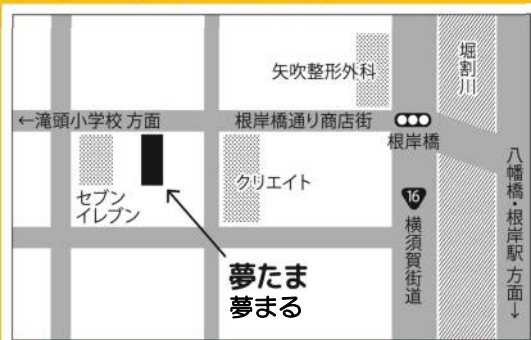 矢吹整形外科
堀割川
←滝頭小学校 方面
根岸橋通り商店街
根岸橋
セブン
イレブン
クリエイト
16
横須賀街道
八幡橋・根岸駅 方面→
夢たま
夢まる